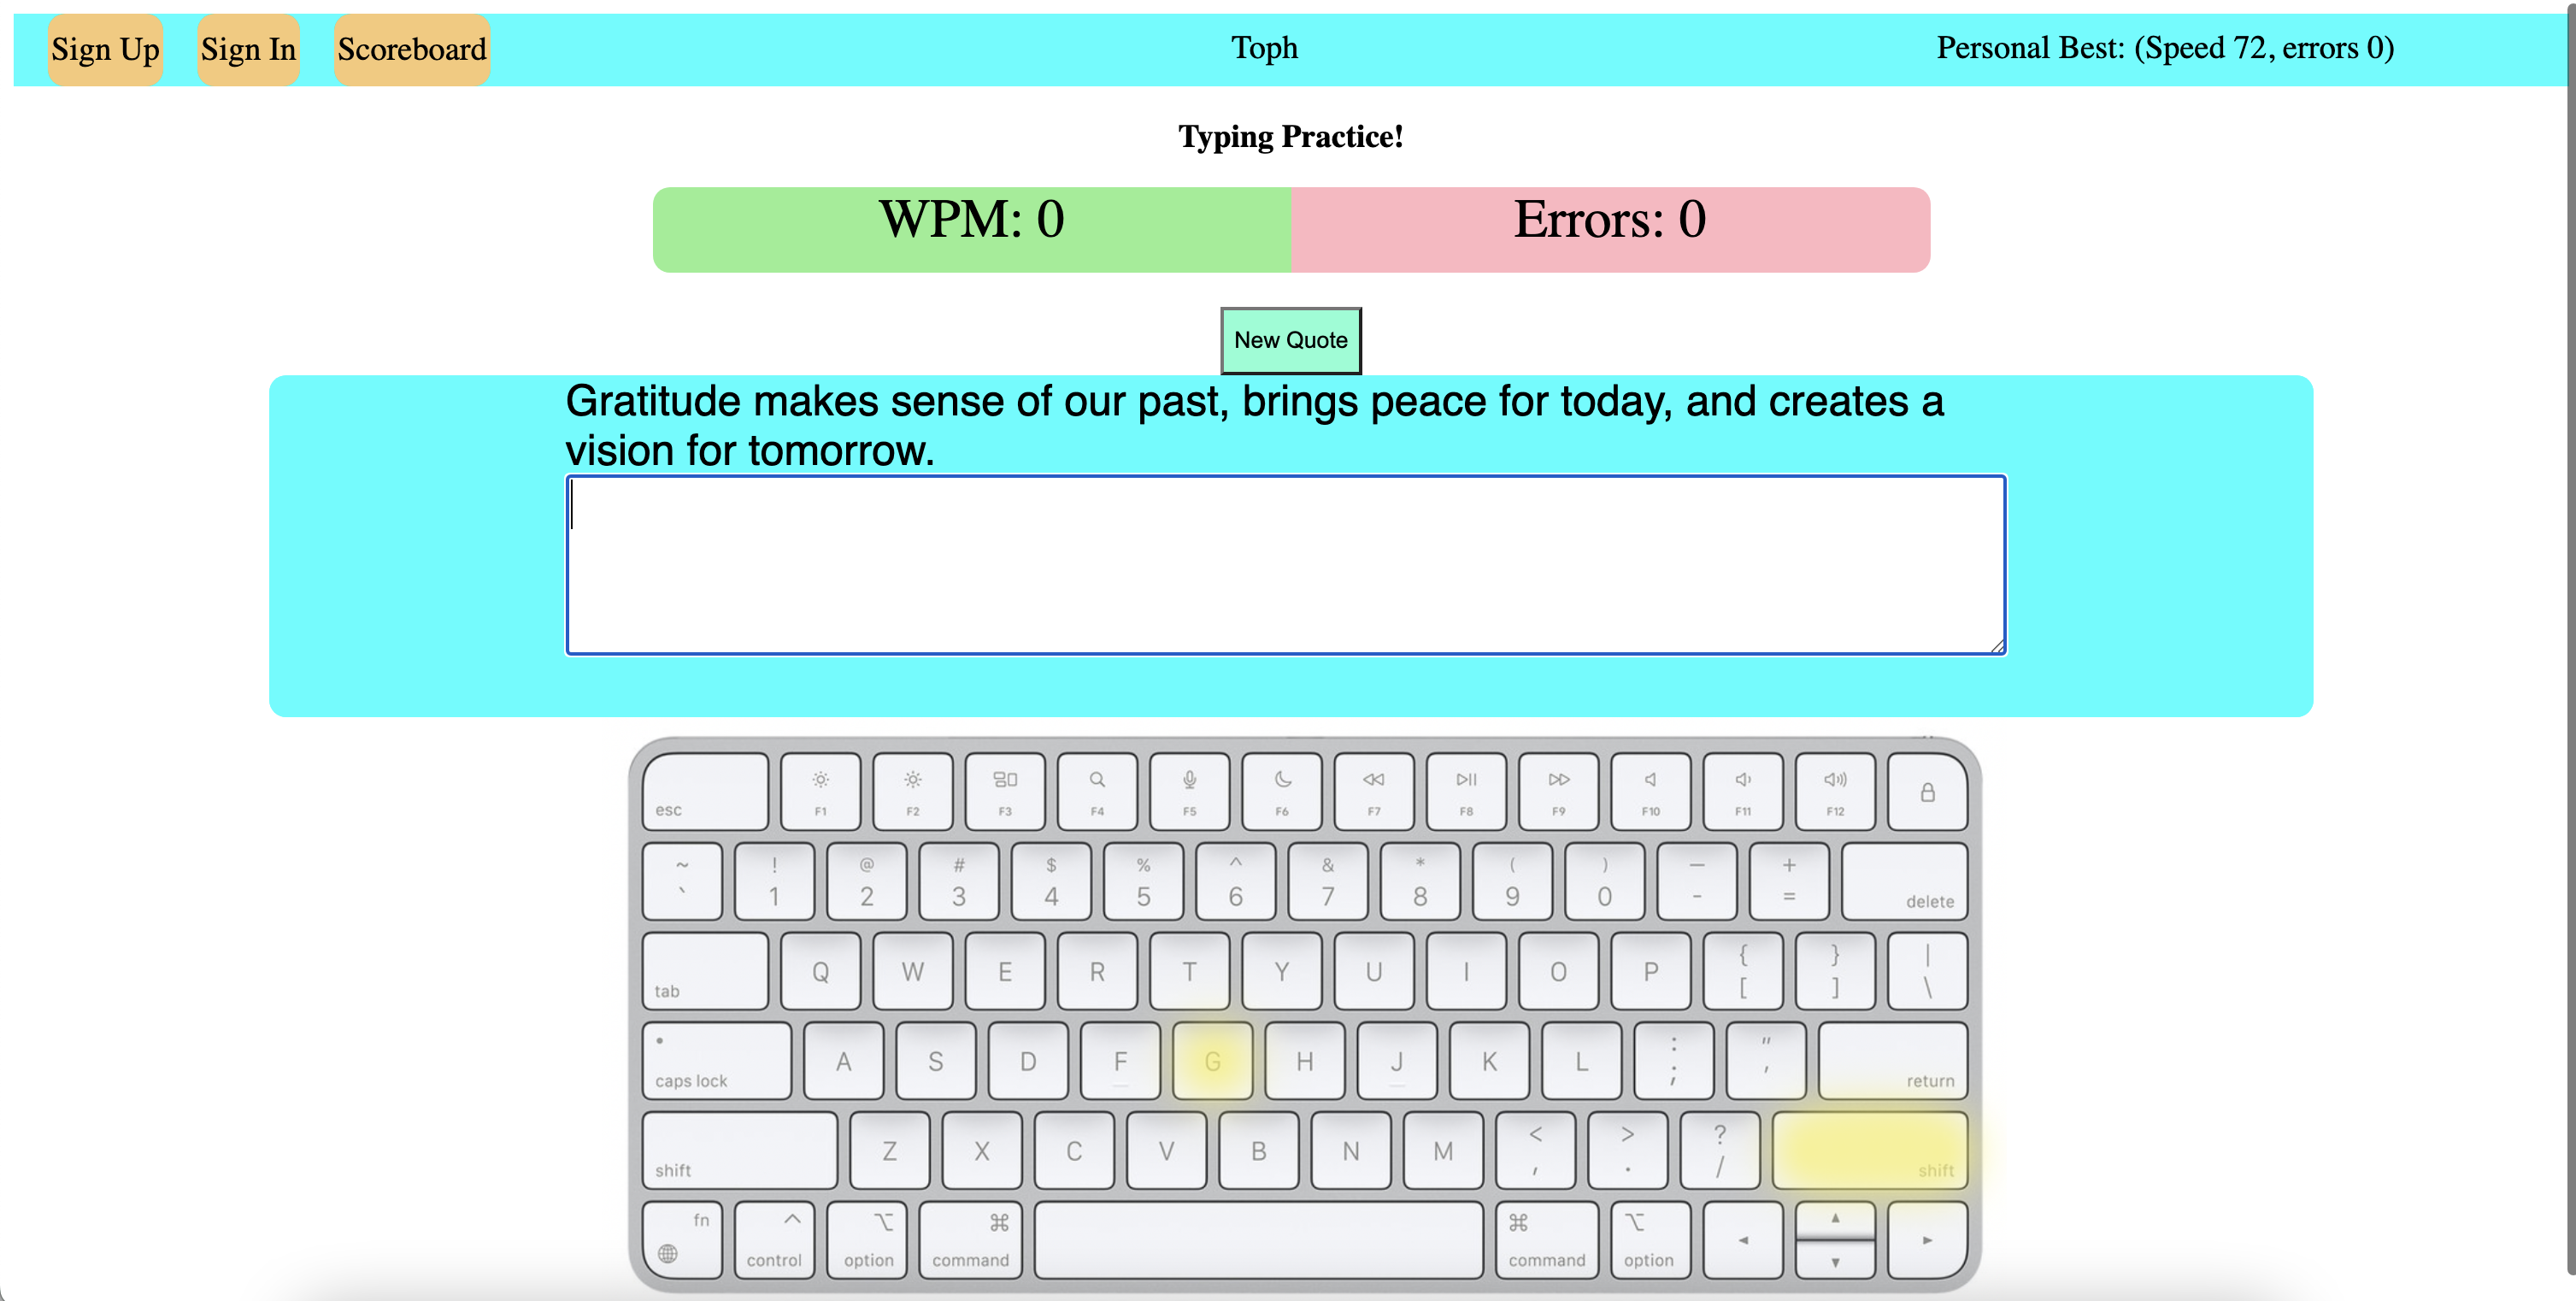 Sign Up Sign In Scoreboard Toph Personal Best: (Speed 72, errors 0)
Typing Practice!
WPM: 0 Errors: 0
New Quote
Gratitude makes sense of our past, brings peace for today, and creates a
vision for tomorrow.
esc F1 F2 F3 F4 F5 F6 F7 F8 F9 F10 F11 F12
~ ! @ # $ % ^ & * ( ) — +
` 1 2 3 4 5 6 7 8 9 0 - = delete
tab Q W E R T Y U I O P { } |
[ ] \
caps lock A S D F G H J K L : "
; ' return
shift Z X C V B N M < > ?
, . / shift
fn ^ ⌥ ⌘ ⌘ ⌥ ▲
control option command command option ◄ ▼ ►